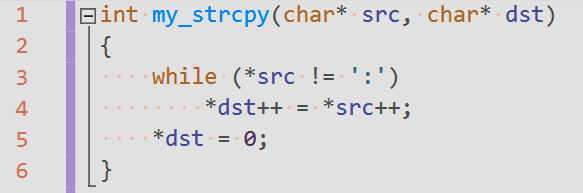 1 int my_strcpy(char* src, char* dst)
2 {
3     while (*src != ':')
4         *dst++ = *src++;
5     *dst = 0;
6 }